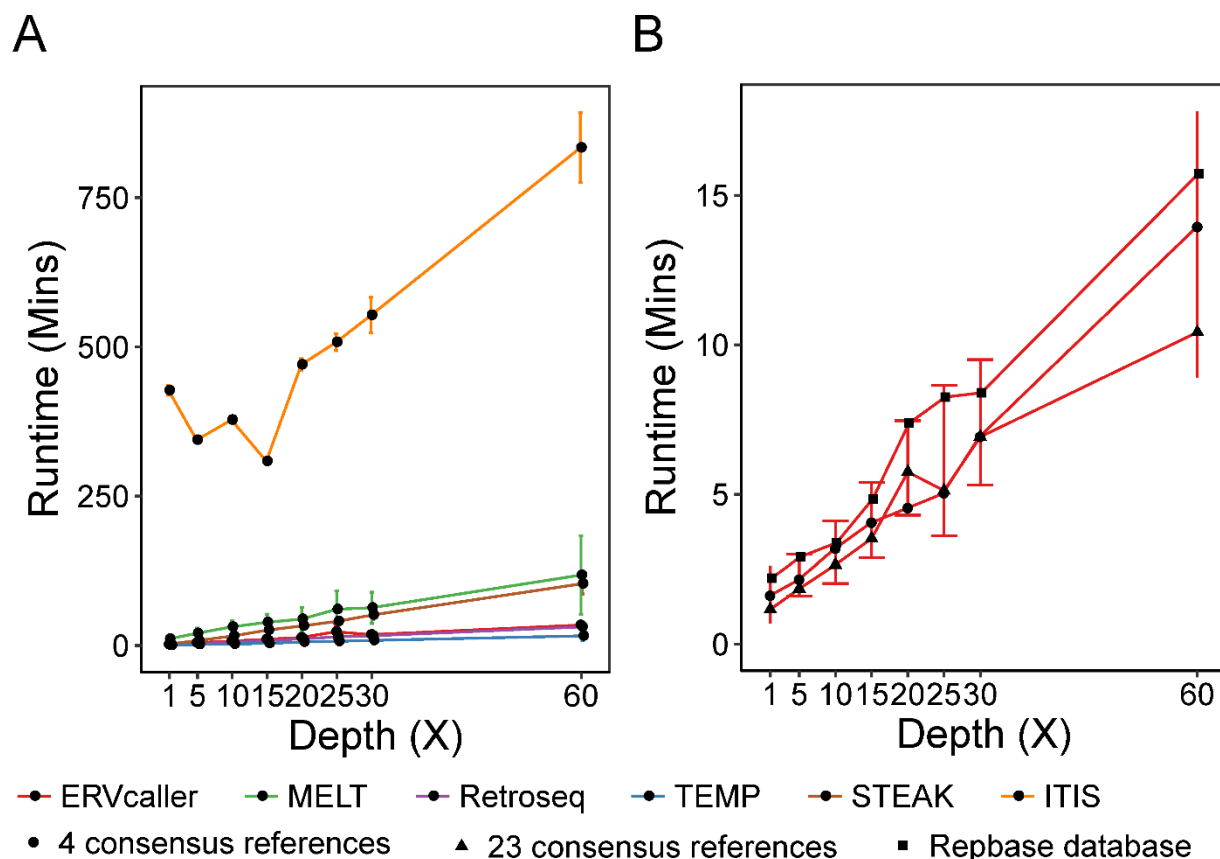 A
B
Runtime (Mins)
750
500
250
0
1 5 10 15 20 25 30 60
Depth (X)
Runtime (Mins)
15
10
5
0
1 5 10 15 20 25 30 60
Depth (X)
ERVcaller MELT Retroseq TEMP STEAK ITIS
4 consensus references 23 consensus references Repbase database